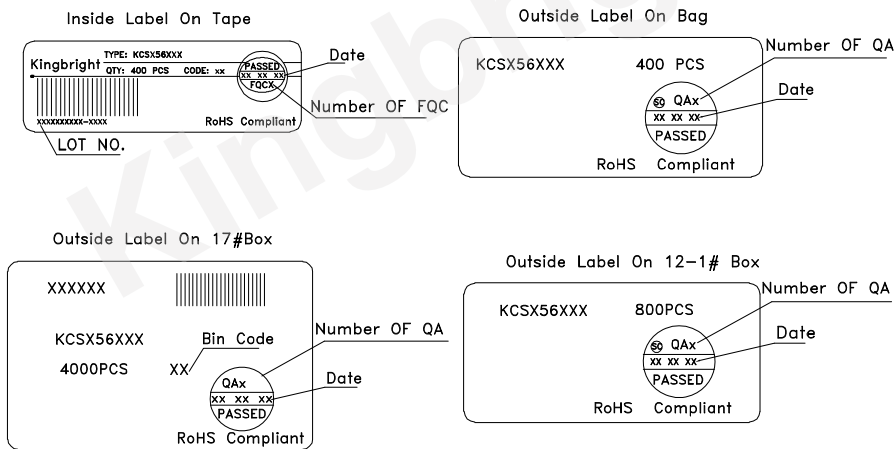 Inside Label On Tape
TYPE: KCSX56XXX
Kingbright
QTY: 400 PCS CODE: xx
PASSED
xx xx xx
FQCX
Date
Number OF FQC
xxxxxxxxxx-xxxx
RoHS Compliant
LOT NO.
Outside Label On Bag
KCSX56XXX 400 PCS
Number OF QA
SC QAx
Date
xx xx xx
PASSED
RoHS Compliant
Outside Label On 17#Box
XXXXXX
KCSX56XXX
Bin Code
4000PCS XX
Number OF QA
QAx
Date
xx xx xx
PASSED
RoHS Compliant
Outside Label On 12-1# Box
KCSX56XXX 800PCS
Number OF QA
SC QAx
Date
xx xx xx
PASSED
RoHS Compliant
Kingbright